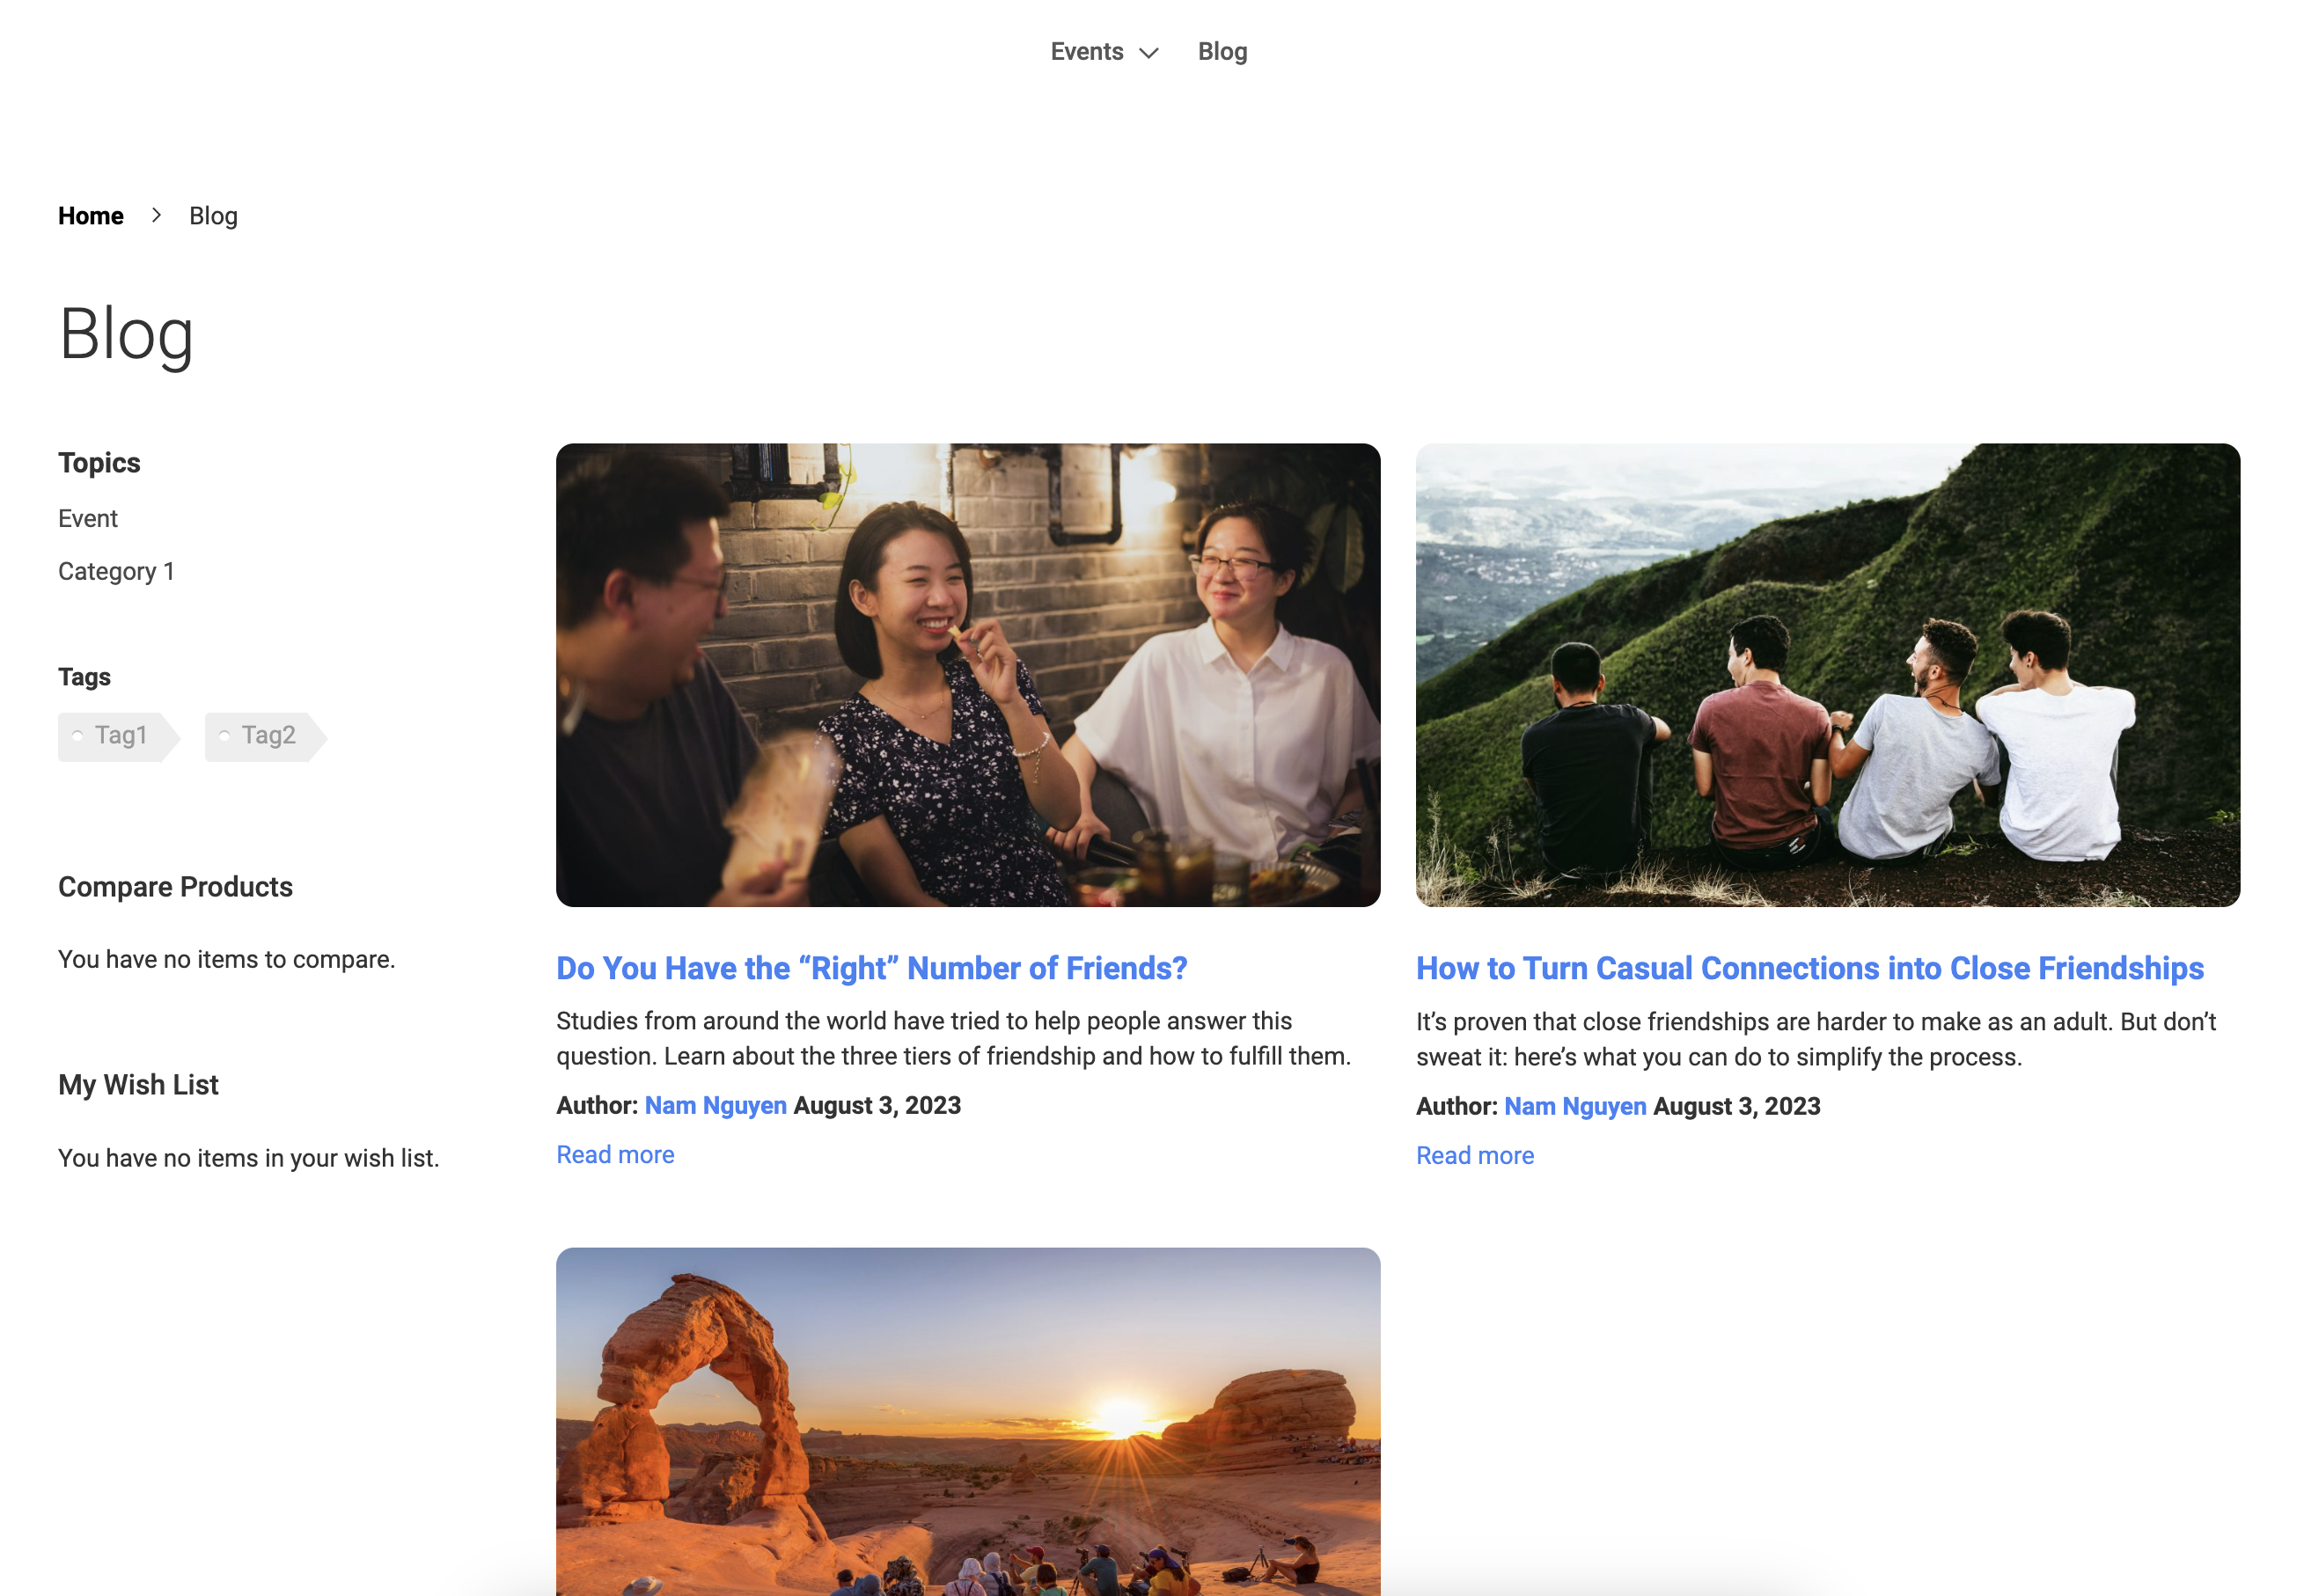 Events Blog
Home > Blog
Blog
Topics
Event
Category 1
Tags
Tag1 Tag2
Compare Products
You have no items to compare.
My Wish List
You have no items in your wish list.
Do You Have the “Right” Number of Friends?
Studies from around the world have tried to help people answer this
question. Learn about the three tiers of friendship and how to fulfill them.
Author: Nam Nguyen August 3, 2023
Read more
How to Turn Casual Connections into Close Friendships
It’s proven that close friendships are harder to make as an adult. But don’t
sweat it: here’s what you can do to simplify the process.
Author: Nam Nguyen August 3, 2023
Read more